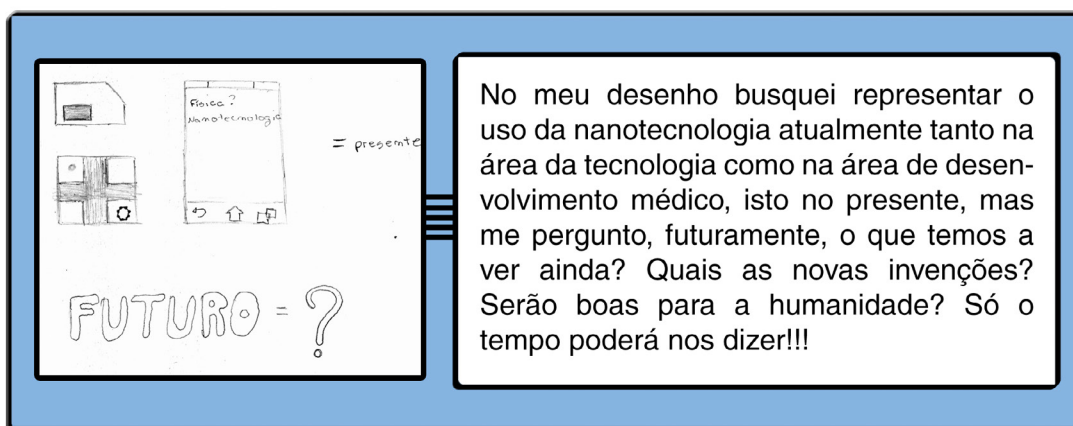 Física?
Nanotecnologia
= presente
FUTURO = ?
No meu desenho busquei representar o
uso da nanotecnologia atualmente tanto na
área da tecnologia como na área de desen-
volvimento médico, isto no presente, mas
me pergunto, futuramente, o que temos a
ver ainda? Quais as novas invenções?
Serão boas para a humanidade? Só o
tempo poderá nos dizer!!!